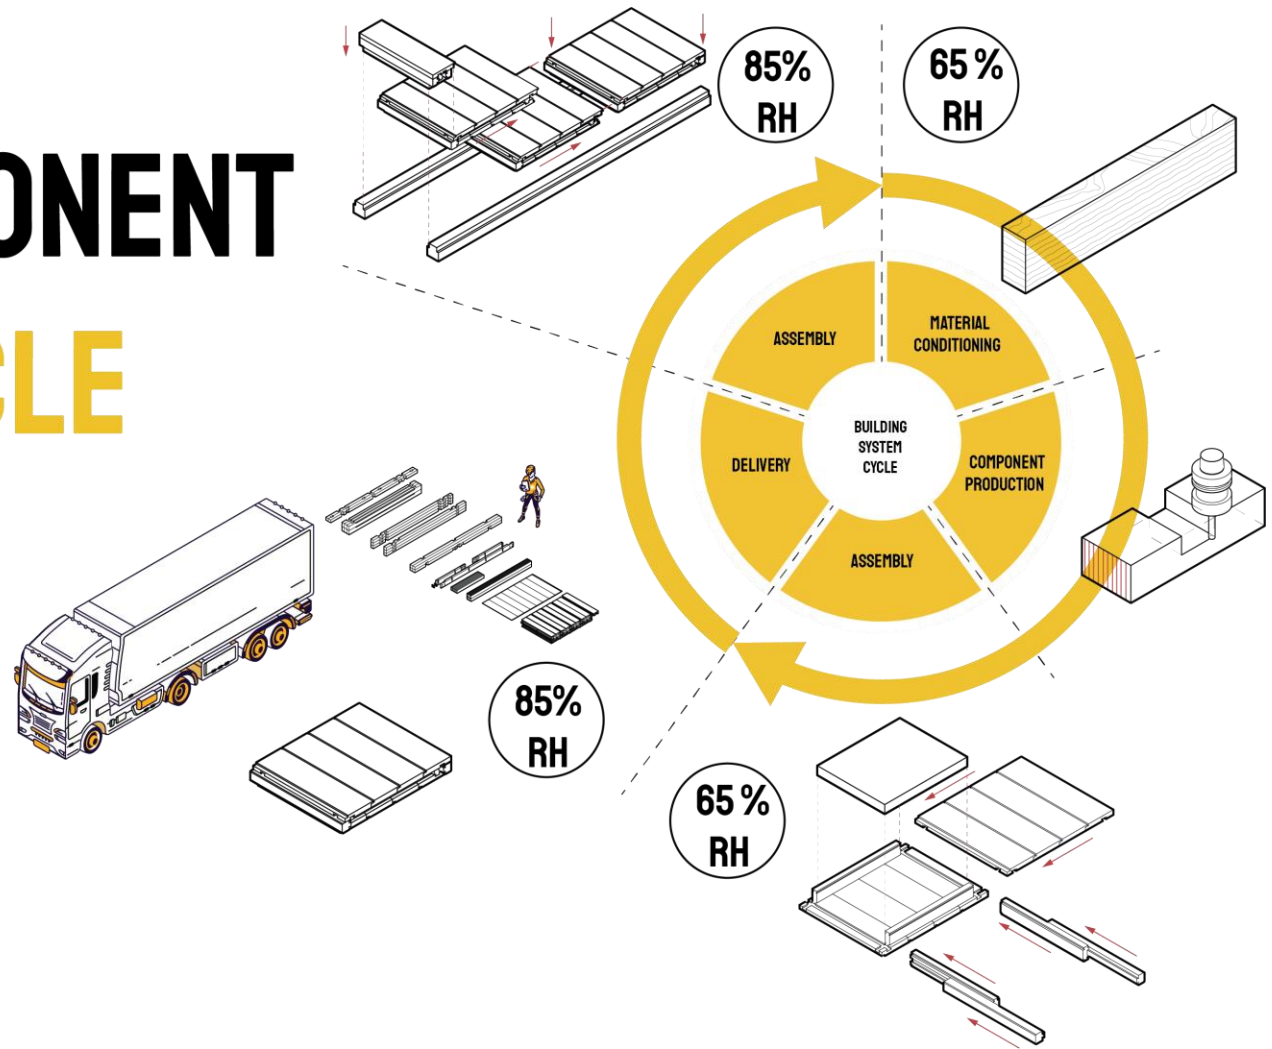 ONENT
CLE
85%
RH
65 %
RH
ASSEMBLY
MATERIAL
CONDITIONING
DELIVERY
BUILDING
SYSTEM
CYCLE
COMPONENT
PRODUCTION
ASSEMBLY
85%
RH
65 %
RH